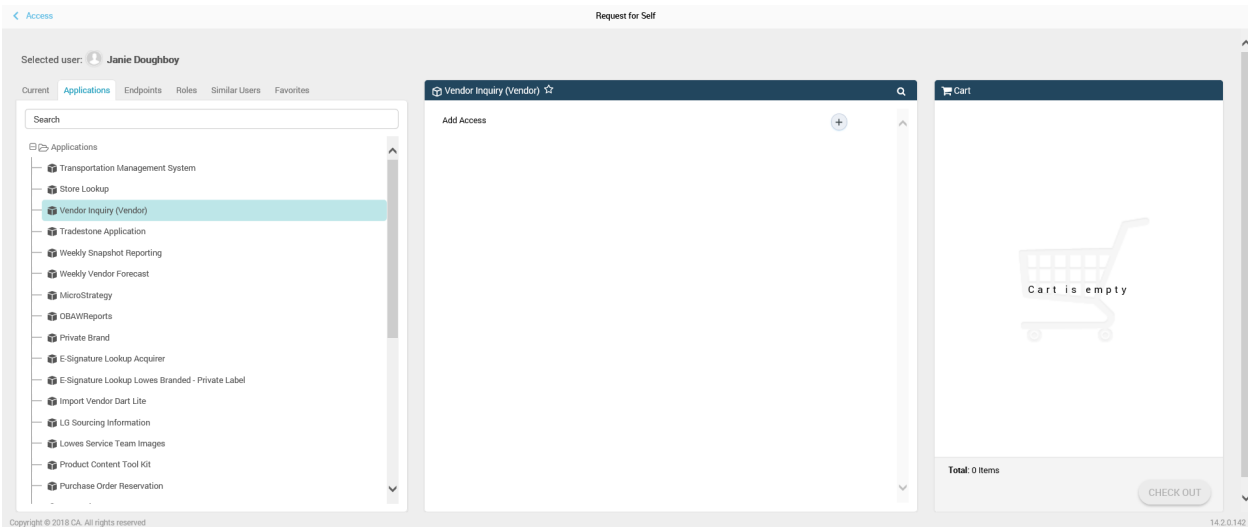 Access
Request for Self
Selected user: Janie Doughboy
Current Applications Endpoints Roles Similar Users Favorites
Search
Applications
Transportation Management System
Store Lookup
Vendor Inquiry (Vendor)
Tradestone Application
Weekly Snapshot Reporting
Weekly Vendor Forecast
MicroStrategy
OBAWReports
Private Brand
E-Signature Lookup Acquirer
E-Signature Lookup Lowes Branded - Private Label
Import Vendor Dart Lite
LG Sourcing Information
Lowes Service Team Images
Product Content Tool Kit
Purchase Order Reservation
Vendor Inquiry (Vendor)
Add Access
Cart
Cart is empty
Total: 0 Items
CHECK OUT
Copyright © 2018 CA. All rights reserved
14.2.0.142